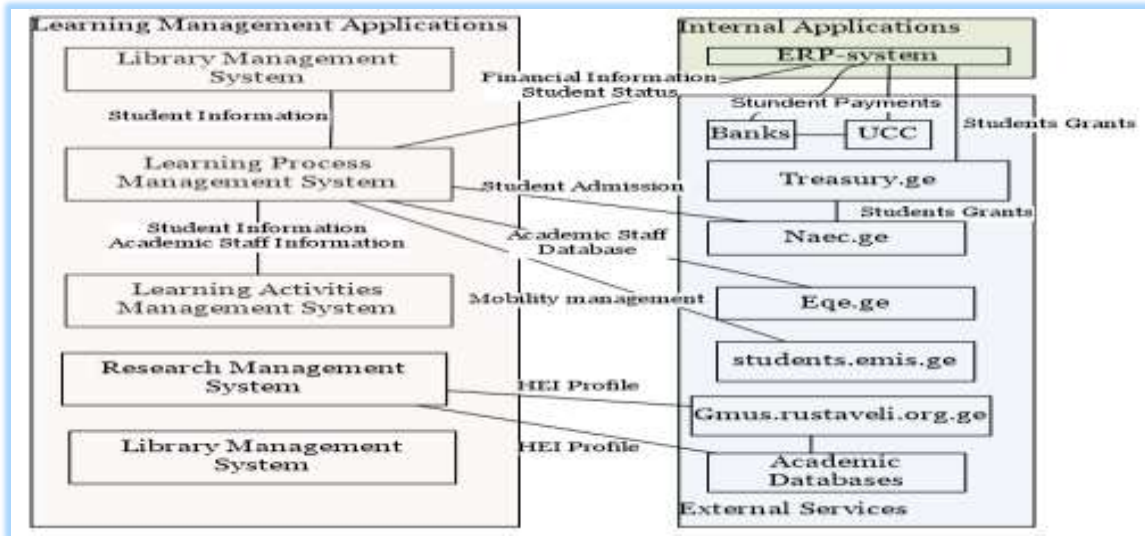 Learning Management Applications
Library Management
System
Student Information
Learning Process
Management System
Student Information
Academic Staff Information
Learning Activities
Management System
Research Management
System
Library Management
System
Financial Information
Student Status
Student Admission
Academic Staff
Database
Mobility management
HEI Profile
HEI Profile
Internal Applications
ERP-system
Stundent Payments
Banks
UCC
Students Grants
Treasury.ge
Students Grants
Naec.ge
Eqe.ge
students.emis.ge
Gmus.rustaveli.org.ge
Academic
Databases
External Services